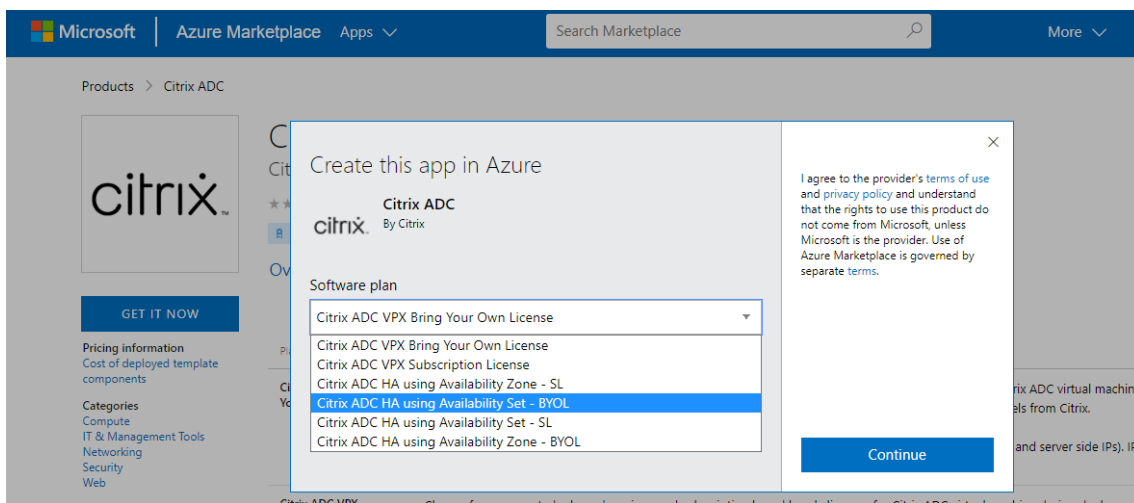 Microsoft
Azure Marketplace
Apps
Search Marketplace
More
Products > Citrix ADC
citrix
Create this app in Azure
citrix
Citrix ADC
By Citrix
Software plan
Citrix ADC VPX Bring Your Own License
Citrix ADC VPX Bring Your Own License
Citrix ADC VPX Subscription License
Citrix ADC HA using Availability Zone - SL
Citrix ADC HA using Availability Set - BYOL
Citrix ADC HA using Availability Set - SL
Citrix ADC HA using Availability Zone - BYOL
I agree to the provider's terms of use
and privacy policy and understand
that the rights to use this product do
not come from Microsoft, unless
Microsoft is the provider. Use of
Azure Marketplace is governed by
separate terms.
Continue
GET IT NOW
Pricing information
Cost of deployed template
components
Categories
Compute
IT & Management Tools
Networking
Security
Web
C
Cit
Ov
Ci
Yo
rix ADC virtual machin
els from Citrix.
and server side IPs). IP